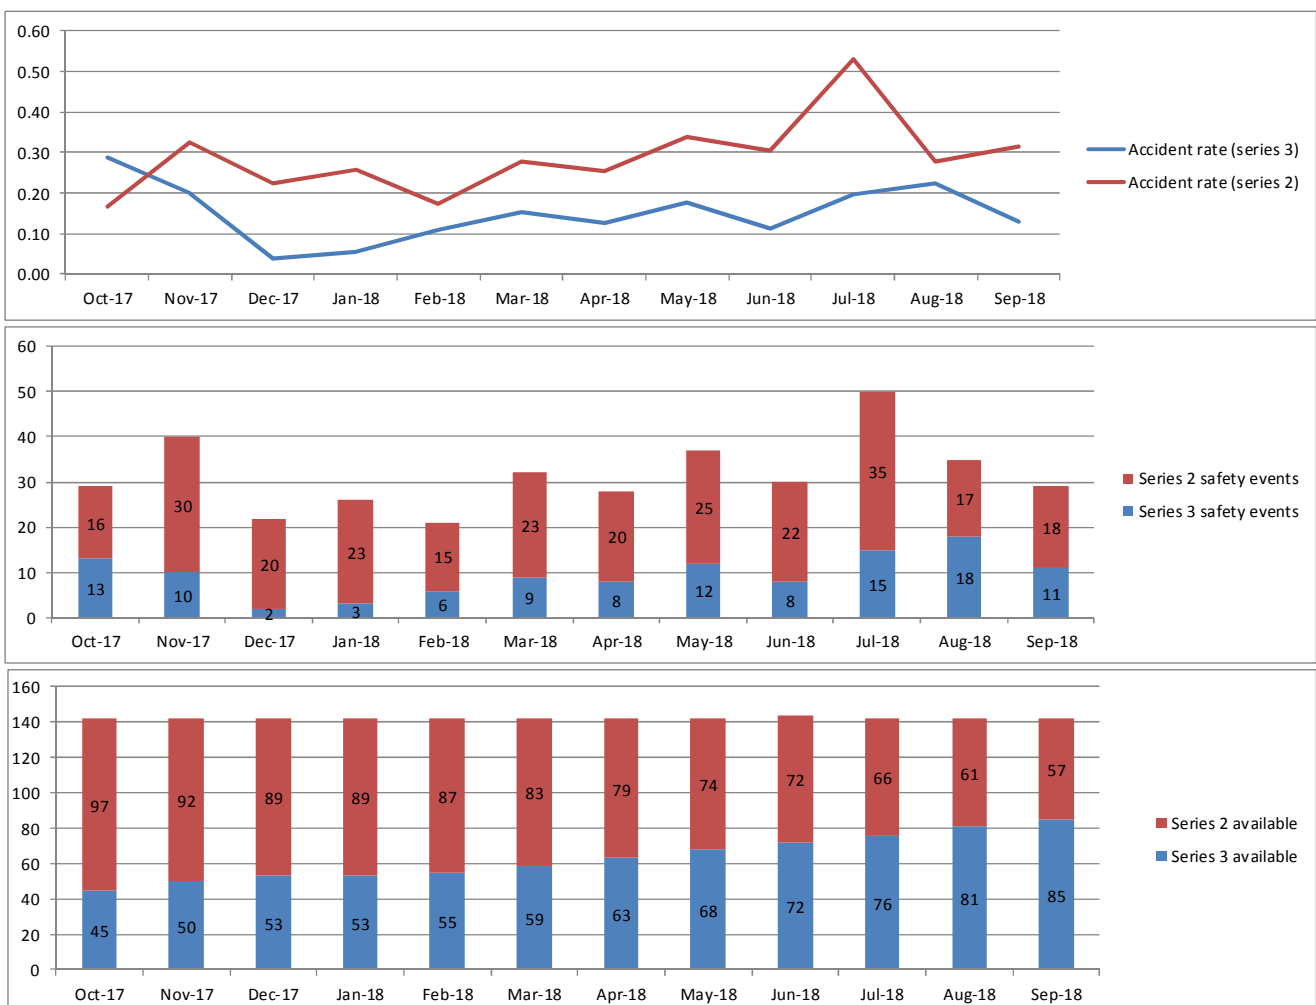 0.60
0.50
0.40
0.30
0.20
0.10
0.00
Oct-17 Nov-17 Dec-17 Jan-18 Feb-18 Mar-18 Apr-18 May-18 Jun-18 Jul-18 Aug-18 Sep-18
Accident rate (series 3)
Accident rate (series 2)
60
50
40
30
20
10
0
16 30 20 23 15 23 20 25 22 35 17 18
13 10 2 3 6 9 8 12 8 15 18 11
Oct-17 Nov-17 Dec-17 Jan-18 Feb-18 Mar-18 Apr-18 May-18 Jun-18 Jul-18 Aug-18 Sep-18
Series 2 safety events
Series 3 safety events
160
140
120
100
80
60
40
20
0
97 92 89 89 87 83 79 74 72 66 61 57
45 50 53 53 55 59 63 68 72 76 81 85
Oct-17 Nov-17 Dec-17 Jan-18 Feb-18 Mar-18 Apr-18 May-18 Jun-18 Jul-18 Aug-18 Sep-18
Series 2 available
Series 3 available